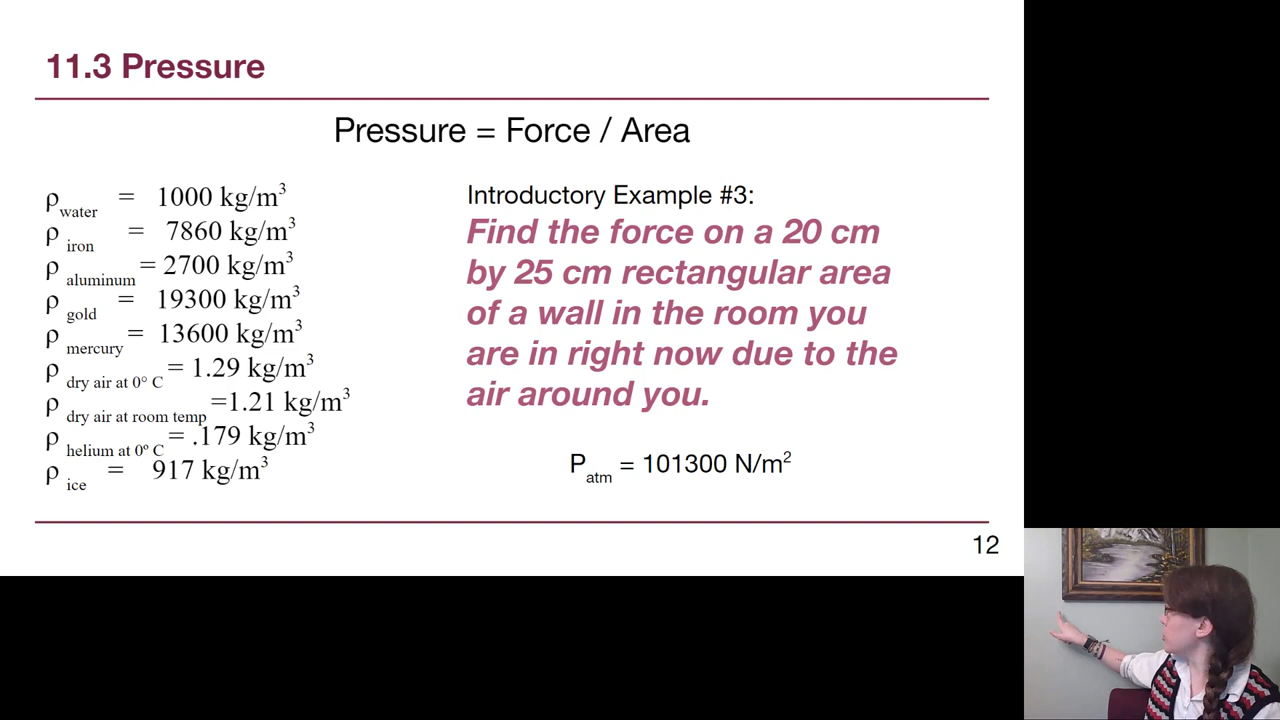 11.3 Pressure
Pressure = Force / Area
ρ water = 1000 kg/m³
ρ iron = 7860 kg/m³
ρ aluminum = 2700 kg/m³
ρ gold = 19300 kg/m³
ρ mercury = 13600 kg/m³
ρ dry air at 0° C = 1.29 kg/m³
ρ dry air at room temp =1.21 kg/m³
ρ helium at 0º C = .179 kg/m³
ρ ice = 917 kg/m³
Introductory Example #3:
Find the force on a 20 cm
by 25 cm rectangular area
of a wall in the room you
are in right now due to the
air around you.
P atm = 101300 N/m²
12